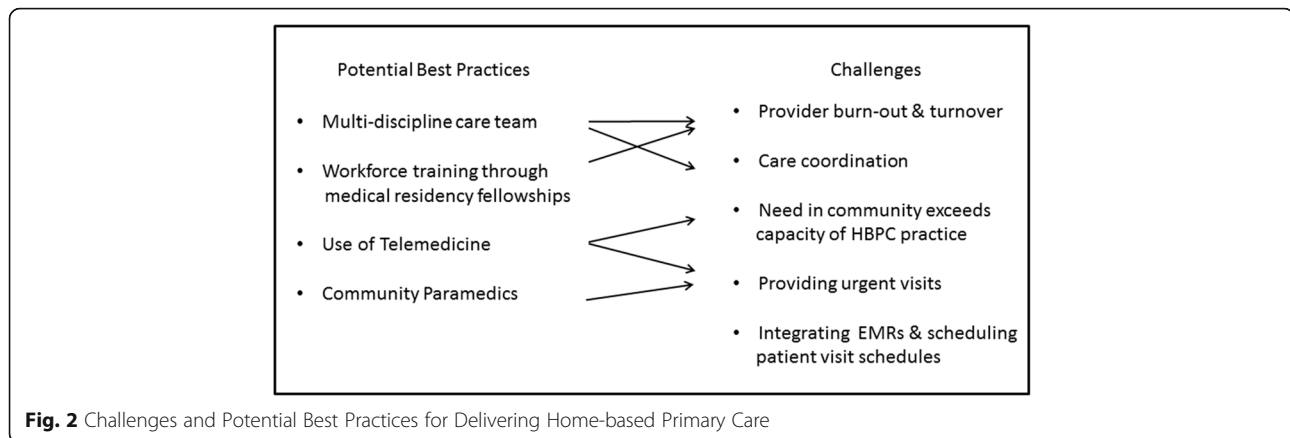 Potential Best Practices
• Multi-discipline care team
• Workforce training through
medical residency fellowships
• Use of Telemedicine
• Community Paramedics
Challenges
• Provider burn-out & turnover
• Care coordination
• Need in community exceeds
capacity of HBPC practice
• Providing urgent visits
• Integrating EMRs & scheduling
patient visit schedules
Fig. 2 Challenges and Potential Best Practices for Delivering Home-based Primary Care